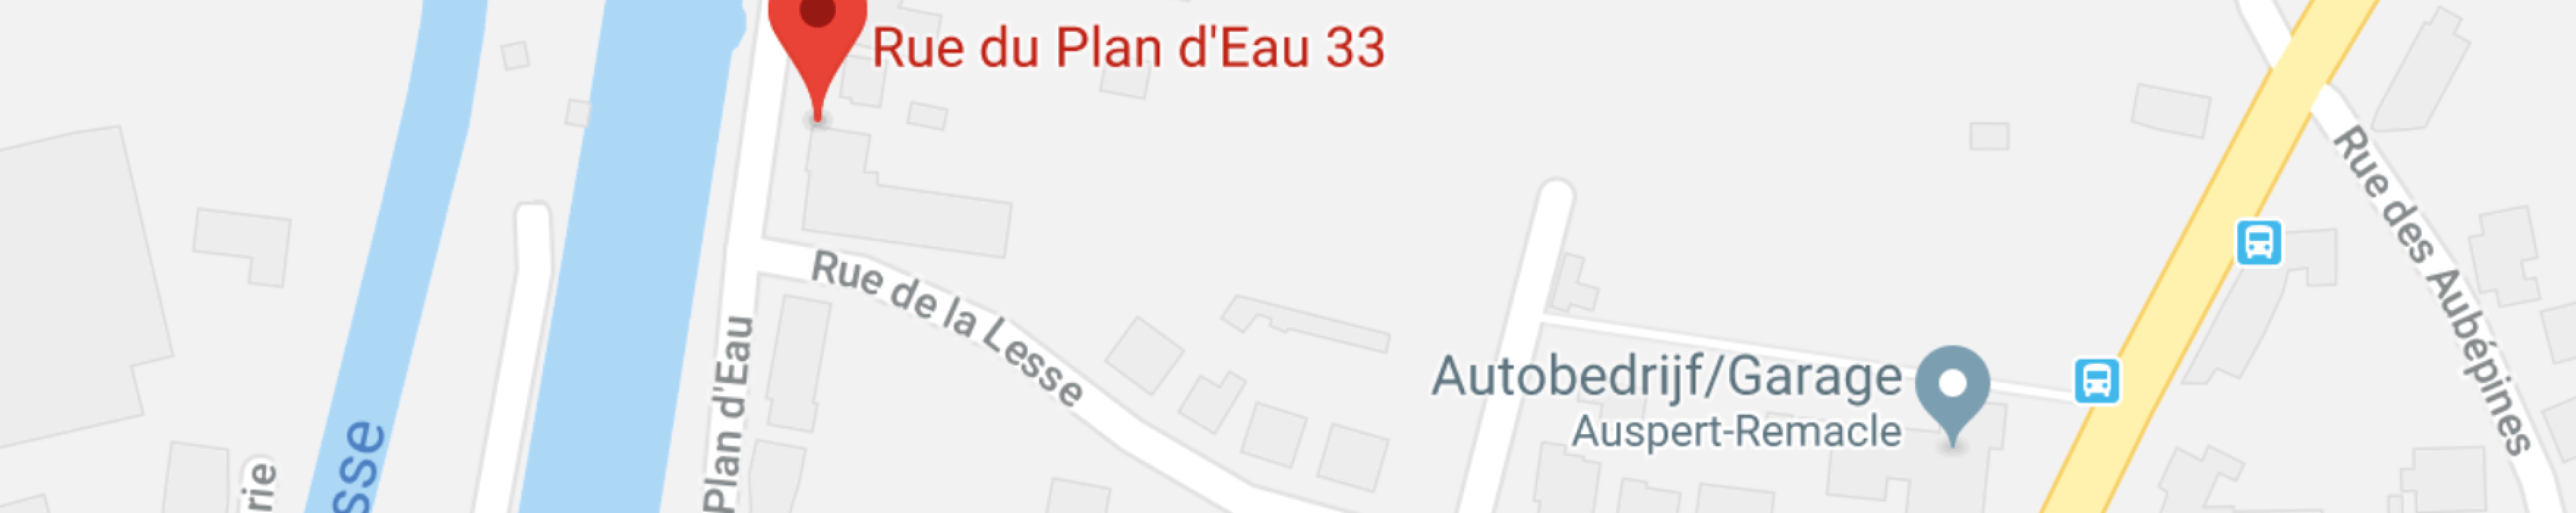 Rue du Plan d'Eau 33
Rue des Aubépines
Rue de la Lesse
Plan d'Eau
Autobedrijf/Garage
Auspert-Remacle
sse
rie